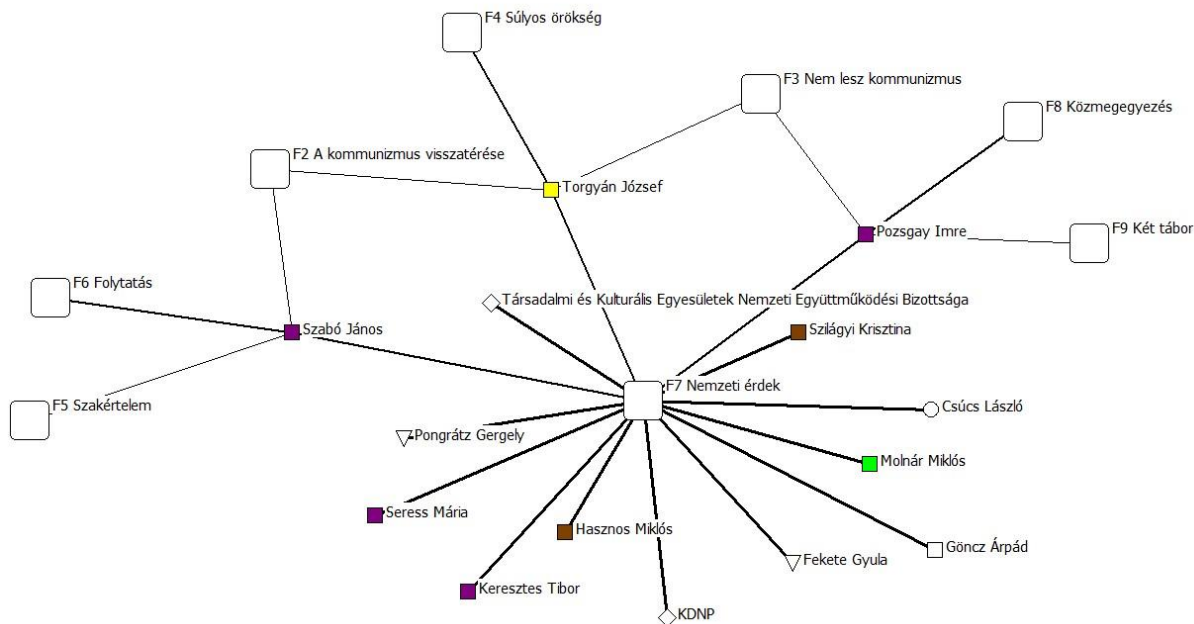 F4 Súlyos örökség
F3 Nem lesz kommunizmus
F8 Közmegegyezés
F2 A kommunizmus visszatérése
Torgyán József
Pozsgay Imre
F9 Két tábor
F6 Folytatás
Társadalmi és Kulturális Egyesületek Nemzeti Együttműködési Bizottsága
Szabó János
Szilágyi Krisztina
F7 Nemzeti érdek
F5 Szakértelem
Csúcs László
Pongrátz Gergely
Molnár Miklós
Seress Mária
Hasznos Miklós
Göncz Árpád
Fekete Gyula
Keresztes Tibor
KDNP